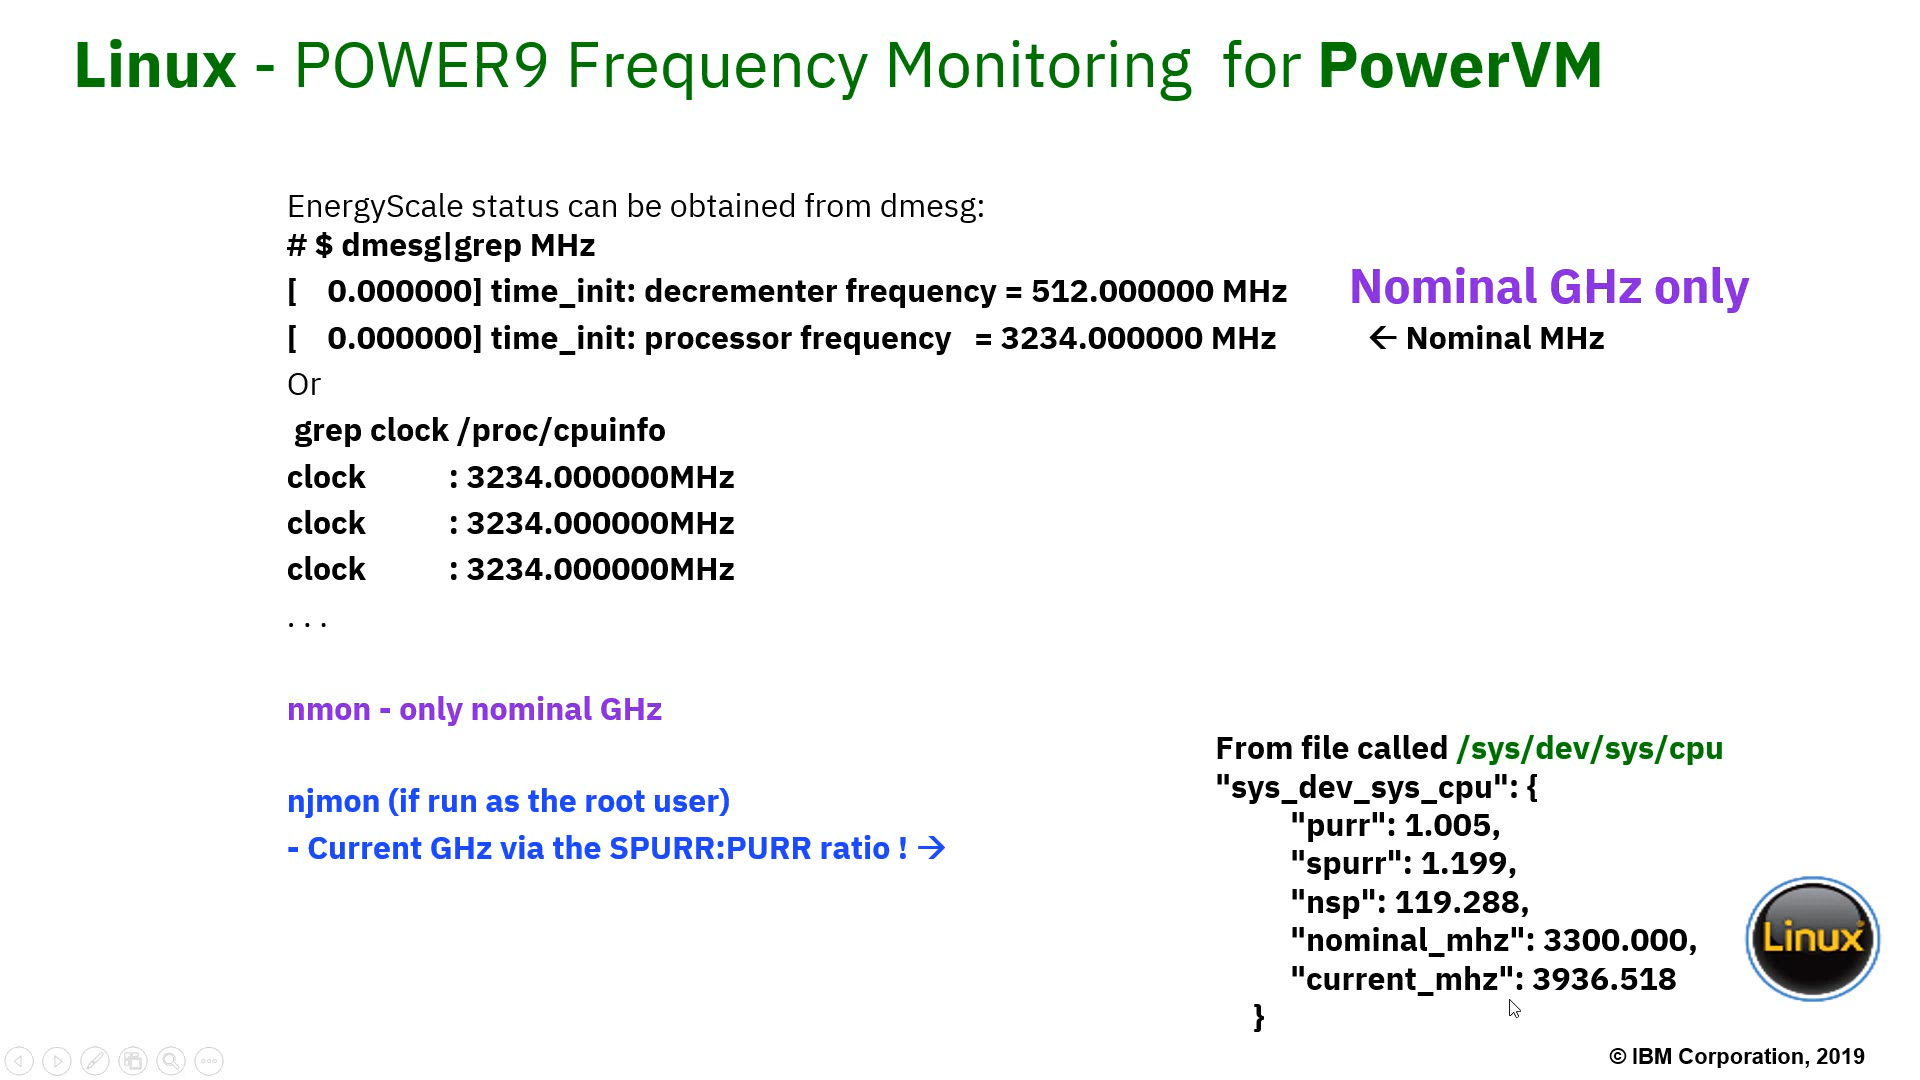 Linux - POWER9 Frequency Monitoring for PowerVM
EnergyScale status can be obtained from dmesg:
# $ dmesg|grep MHz
[ 0.000000] time_init: decrementer frequency = 512.000000 MHz
Nominal GHz only
[ 0.000000] time_init: processor frequency = 3234.000000 MHz ← Nominal MHz
Or
grep clock /proc/cpuinfo
clock : 3234.000000MHz
clock : 3234.000000MHz
clock : 3234.000000MHz
. . .
nmon - only nominal GHz
njmon (if run as the root user)
- Current GHz via the SPURR:PURR ratio ! →
From file called /sys/dev/sys/cpu
"sys_dev_sys_cpu": {
"purr": 1.005,
"spurr": 1.199,
"nsp": 119.288,
"nominal_mhz": 3300.000,
"current_mhz": 3936.518
}
Linux
© IBM Corporation, 2019